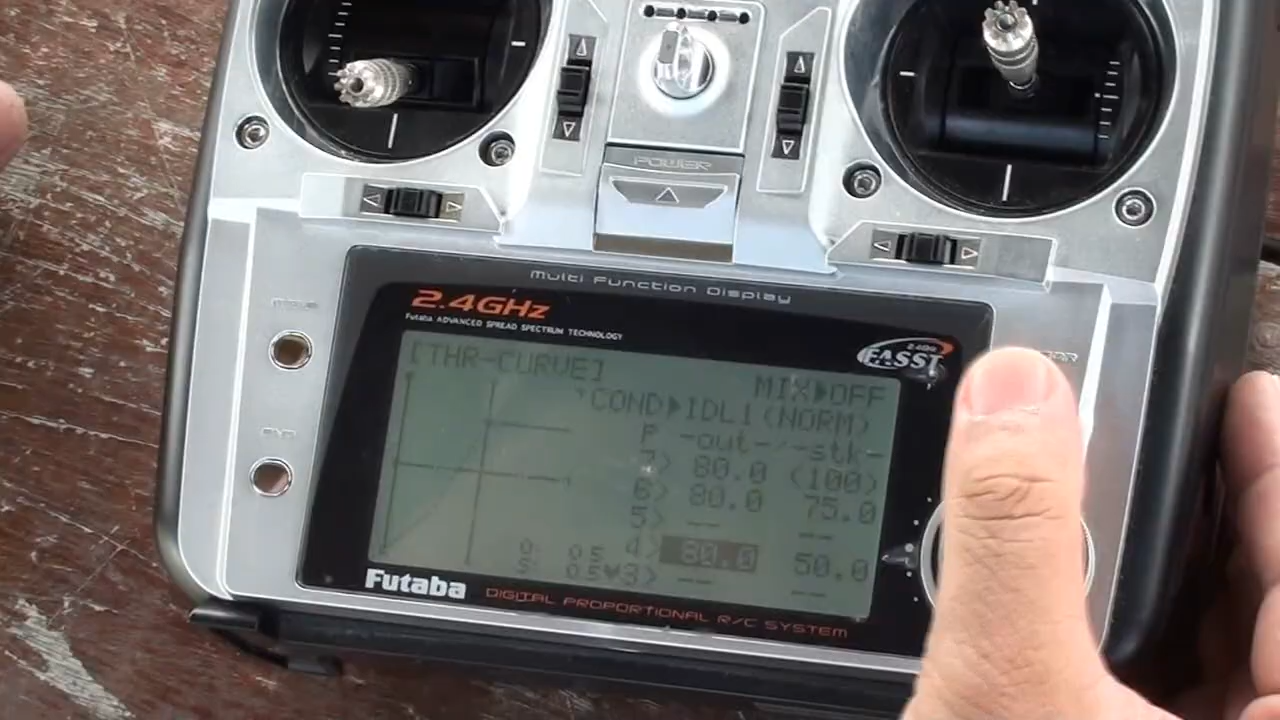 POWER
Multi Function Display
2.4GHz
Futaba ADVANCED SPREAD SPECTRUM TECHNOLOGY
2.4GHz
FASST
[THR-CURVE]
MIX▶OFF
COND▶IDL1(NORM)
P -out-/-stk-
7> 80.0 (100)
6> 80.0 75.0
5> --- ---
4> 80.0 50.0
3> --- ---
Futaba
DIGITAL PROPORTIONAL R/C SYSTEM